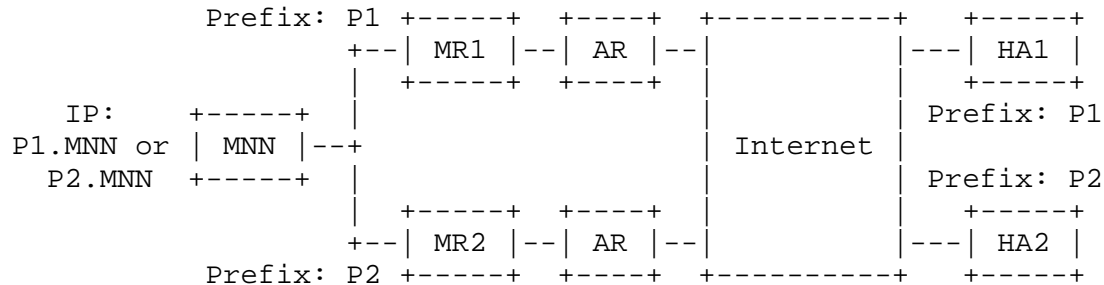 Prefix: P1 +-----+  +----+  +----------+   +-----+
+--| MR1 |--| AR |--|          |---| HA1 |
|  +-----+  +----+  |          |   +-----+
IP:    +-----+  |                   |          | Prefix: P1
P1.MNN or | MNN |--+                   | Internet |
P2.MNN  +-----+  |                   |          | Prefix: P2
|  +-----+  +----+  |          |   +-----+
+--| MR2 |--| AR |--|          |---| HA2 |
Prefix: P2 +-----+  +----+  +----------+   +-----+